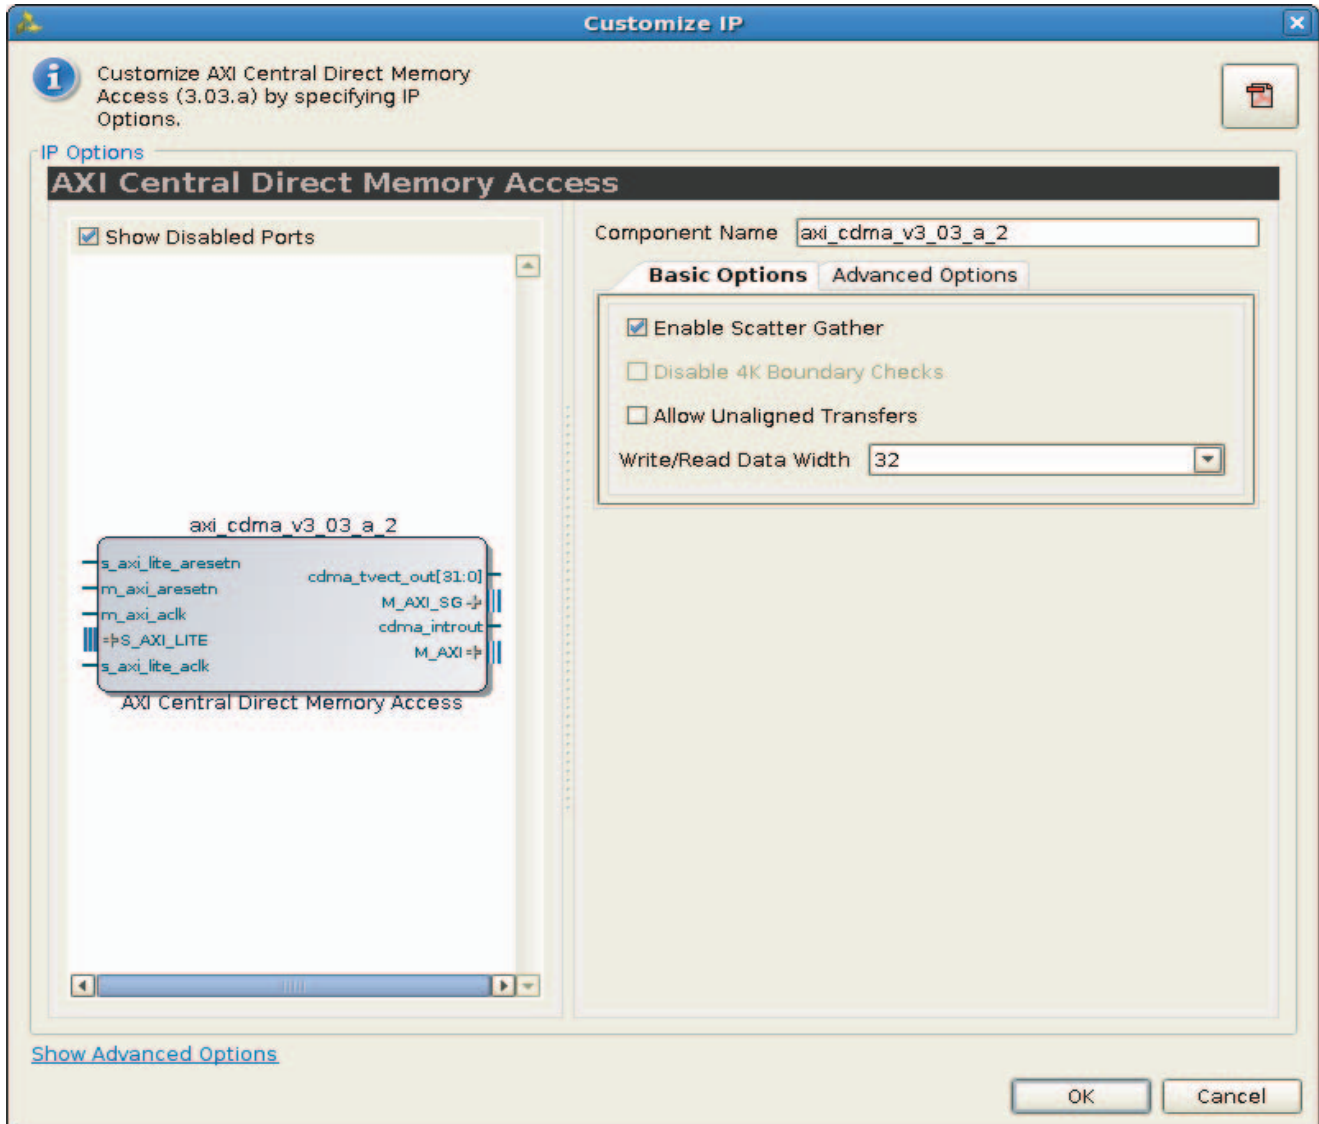 Customize IP
Customize AXI Central Direct Memory
Access (3.03.a) by specifying IP
Options.
IP Options
AXI Central Direct Memory Access
Show Disabled Ports
Component Name axi_cdma_v3_03_a_2
Basic Options Advanced Options
Enable Scatter Gather
Disable 4K Boundary Checks
Allow Unaligned Transfers
Write/Read Data Width 32
axi_cdma_v3_03_a_2
s_axi_lite_aresetn
m_axi_aresetn
m_axi_aclk
S_AXI_LITE
s_axi_lite_aclk
cdma_tvect_out[31:0]
M_AXI_SG
cdma_introut
M_AXI
AXI Central Direct Memory Access
Show Advanced Options
OK Cancel